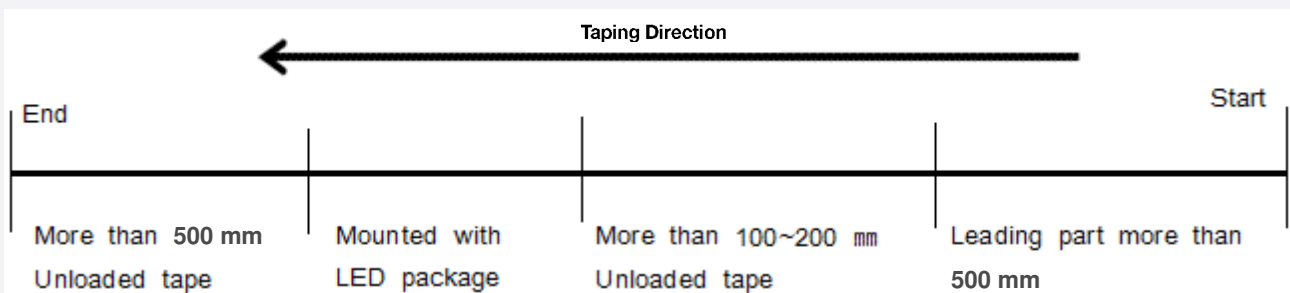 Taping Direction
End
Start
More than 500 mm
Unloaded tape
Mounted with
LED package
More than 100~200 ㎜
Unloaded tape
Leading part more than
500 mm